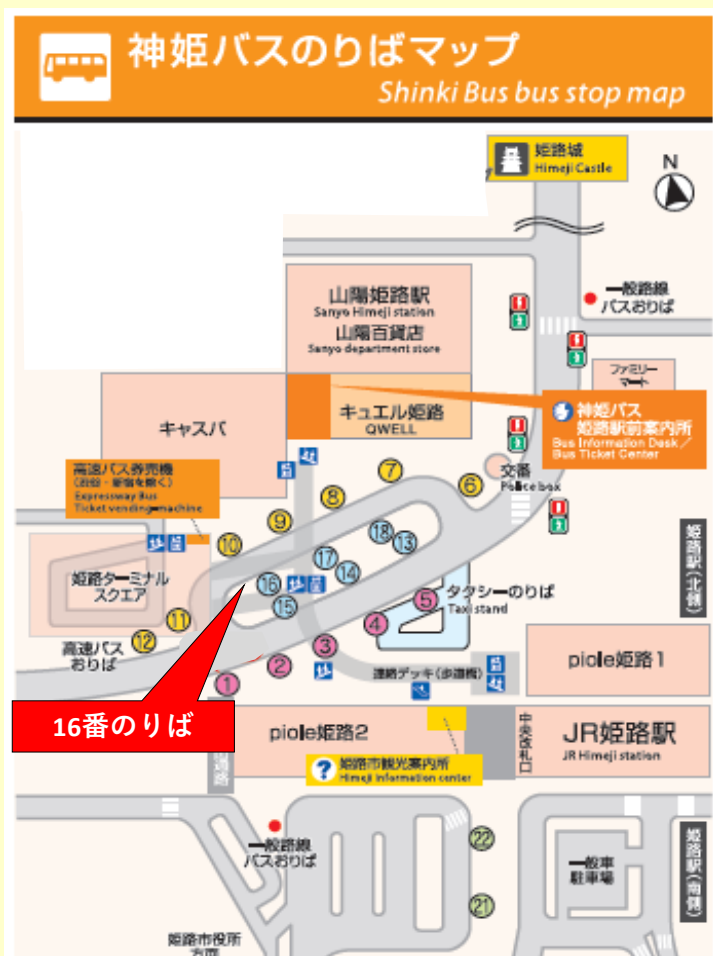 神姫バスのりばマップ
Shinki Bus bus stop map
姫路城
Himeji Castle
N
山陽姫路駅
Sanyo Himeji station
山陽百貨店
Sanyo department store
一般路線
バスおりば
ファミリー
マート
キャスパ
キュエル姫路
QWELL
神姫バス
姫路駅前案内所
Bus Information Desk /
Bus Ticket Center
交番
Police box
高速バス券売機
(渋谷・新宿を除く)
Expressway Bus
Ticket vending machine
⑦
⑥
⑧
⑨
⑩
⑱
⑬
⑰
⑭
⑯
⑮
姫路ターミナル
スクエア
高速バス
おりば
⑫
⑪
タクシーのりば
Taxi stand
⑤
④
③
②
①
姫路駅(北側)
連絡デッキ(歩道橋)
piole姫路1
16番のりば
piole姫路2
中央改札口
JR姫路駅
JR Himeji station
?
姫路市観光案内所
Himeji information center
一般路線
バスおりば
㉒
㉑
一般車
駐車場
姫路駅(南側)
姫路市役所
方面